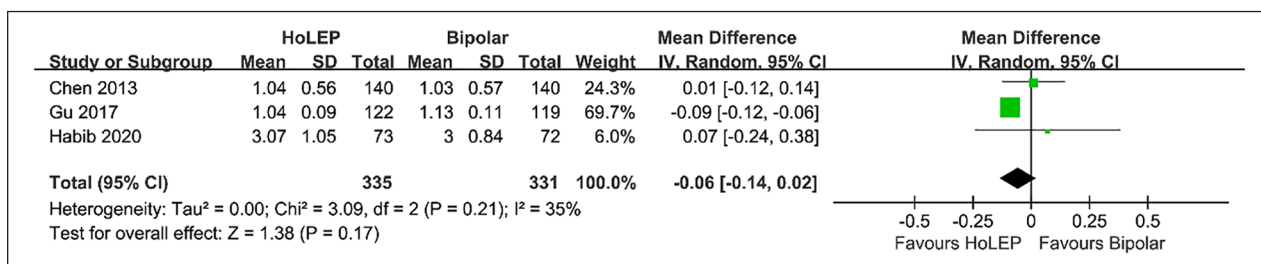 HoLEP Bipolar Mean Difference Mean Difference
Study or Subgroup Mean SD Total Mean SD Total Weight IV, Random, 95% CI IV, Random, 95% CI
Chen 2013 1.04 0.56 140 1.03 0.57 140 24.3% 0.01 [-0.12, 0.14]
Gu 2017 1.04 0.09 122 1.13 0.11 119 69.7% -0.09 [-0.12, -0.06]
Habib 2020 3.07 1.05 73 3 0.84 72 6.0% 0.07 [-0.24, 0.38]
Total (95% CI) 335 331 100.0% -0.06 [-0.14, 0.02]
Heterogeneity: Tau² = 0.00; Chi² = 3.09, df = 2 (P = 0.21); I² = 35%
Test for overall effect: Z = 1.38 (P = 0.17)
-0.5 -0.25 0 0.25 0.5
Favours HoLEP Favours Bipolar